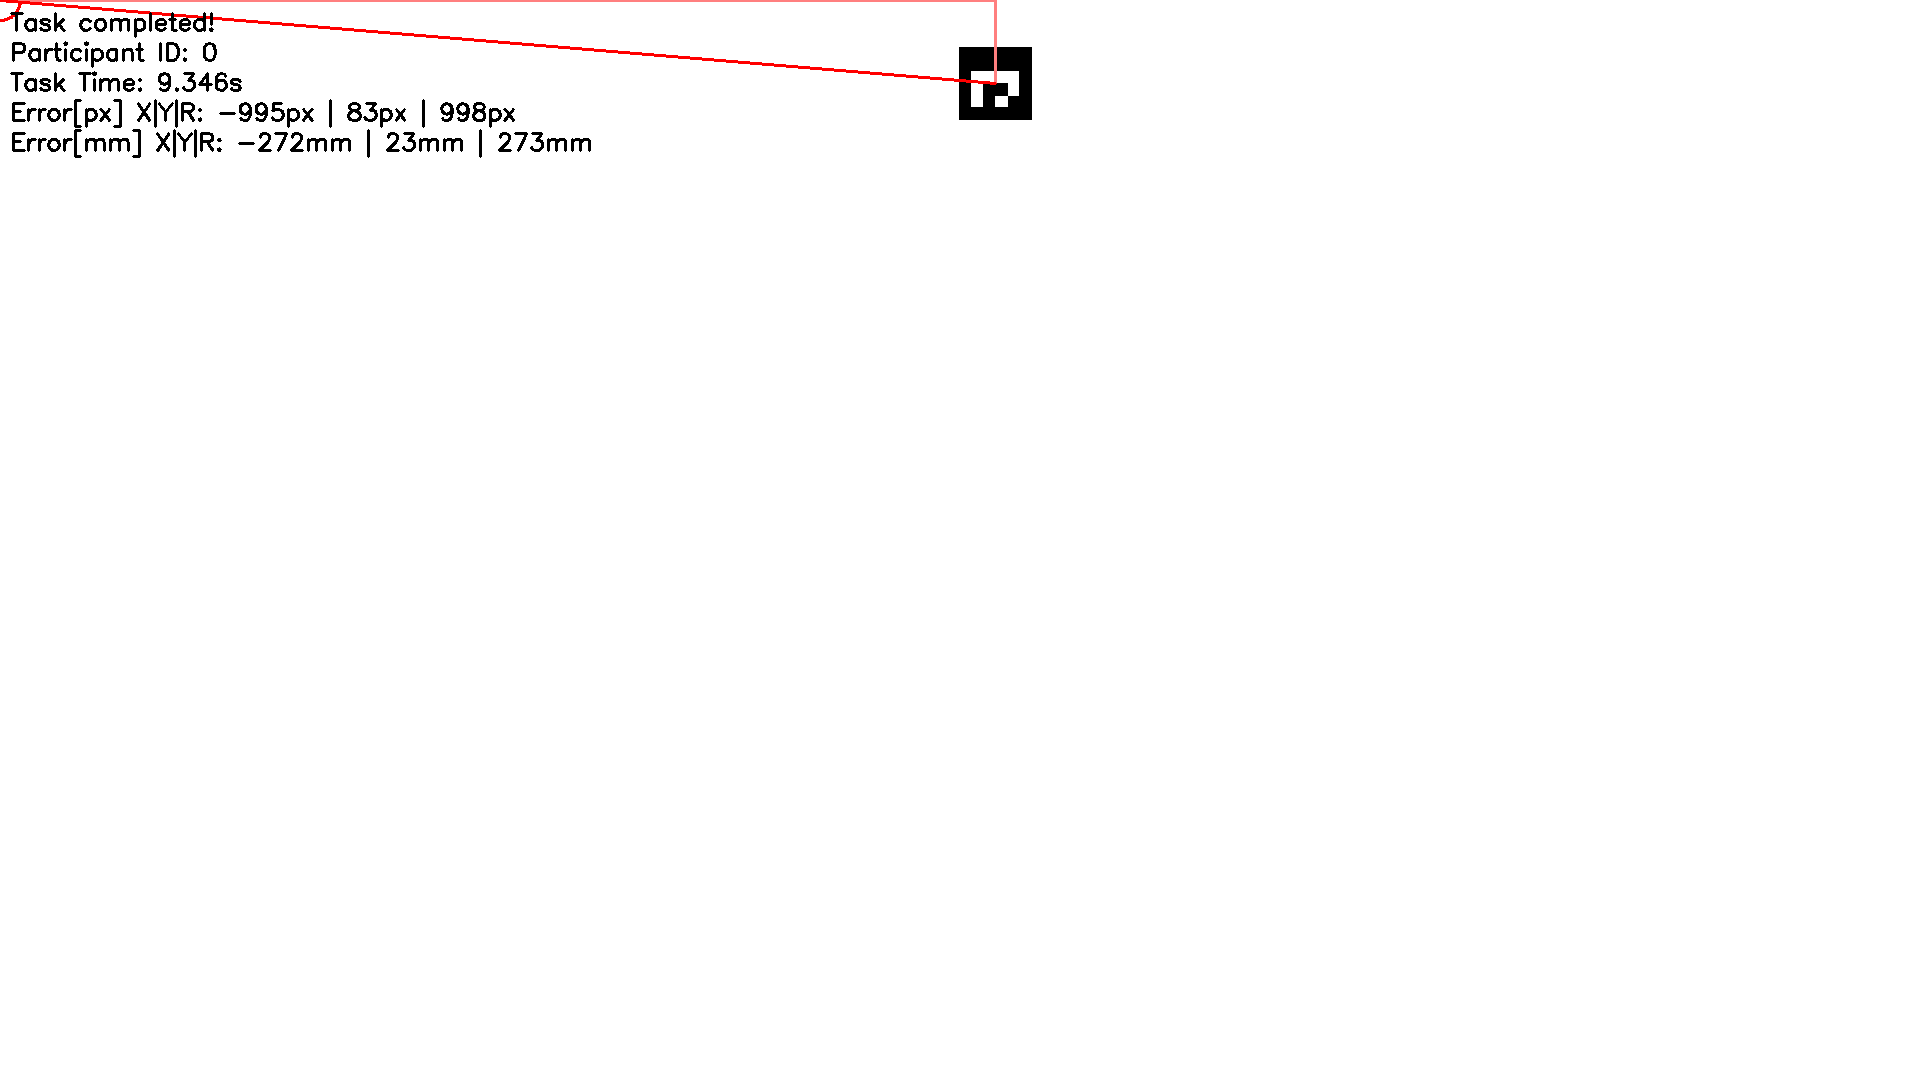 Task completed!
Participant ID: 0
Task Time: 9.346s
Error[px] X|Y|R: -995px | 83px | 998px
Error[mm] X|Y|R: -272mm | 23mm | 273mm